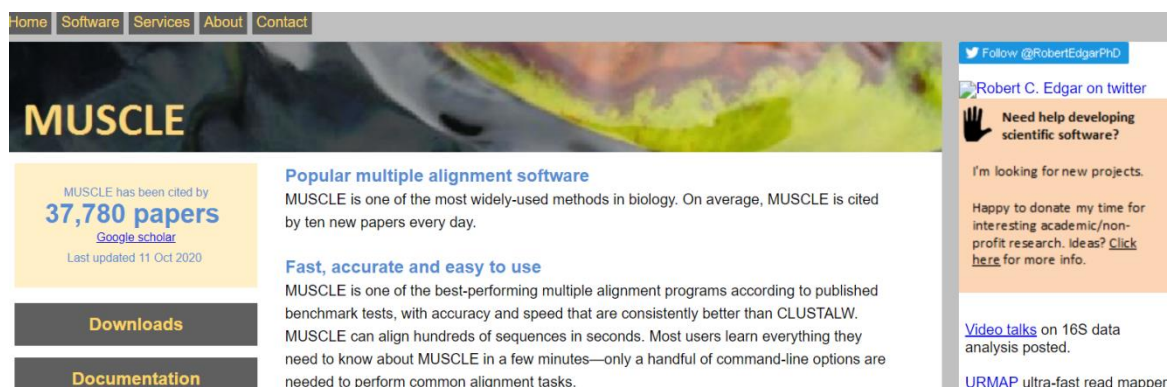 Home Software Services About Contact
MUSCLE
MUSCLE has been cited by
37,780 papers
Google scholar
Last updated 11 Oct 2020
Downloads
Documentation
Popular multiple alignment software
MUSCLE is one of the most widely-used methods in biology. On average, MUSCLE is cited
by ten new papers every day.
Fast, accurate and easy to use
MUSCLE is one of the best-performing multiple alignment programs according to published
benchmark tests, with accuracy and speed that are consistently better than CLUSTALW.
MUSCLE can align hundreds of sequences in seconds. Most users learn everything they
need to know about MUSCLE in a few minutes—only a handful of command-line options are
needed to perform common alignment tasks.
Follow @RobertEdgarPhD
Robert C. Edgar on twitter
Need help developing
scientific software?
I'm looking for new projects.
Happy to donate my time for
interesting academic/non-
profit research. Ideas? Click
here for more info.
Video talks on 16S data
analysis posted.
URMAP ultra-fast read mapper